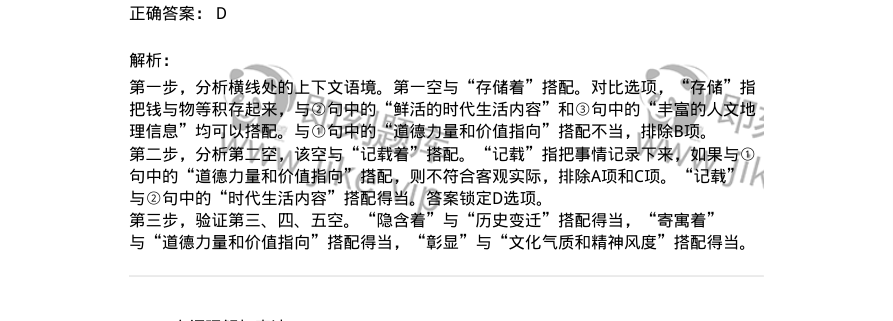 正确答案： D
解析：
第一步，分析横线处的上下文语境。第一空与“存储着”搭配。对比选项，“存储”指
把钱与物等积存起来，与②句中的“鲜活的时代生活内容”和③句中的“丰富的人文地
理信息”均可以搭配。与①句中的“道德力量和价值指向”搭配不当，排除B项。
第二步，分析第二空，该空与“记载着”搭配。“记载”指把事情记录下来，如果与①
句中的“道德力量和价值指向”搭配，则不符合客观实际，排除A项和C项。“记载”
与②句中的“时代生活内容”搭配得当。答案锁定D选项。
第三步，验证第三、四、五空。“隐含着”与“历史变迁”搭配得当，“寄寓着”
与“道德力量和价值指向”搭配得当，“彰显”与“文化气质和精神风度”搭配得当。